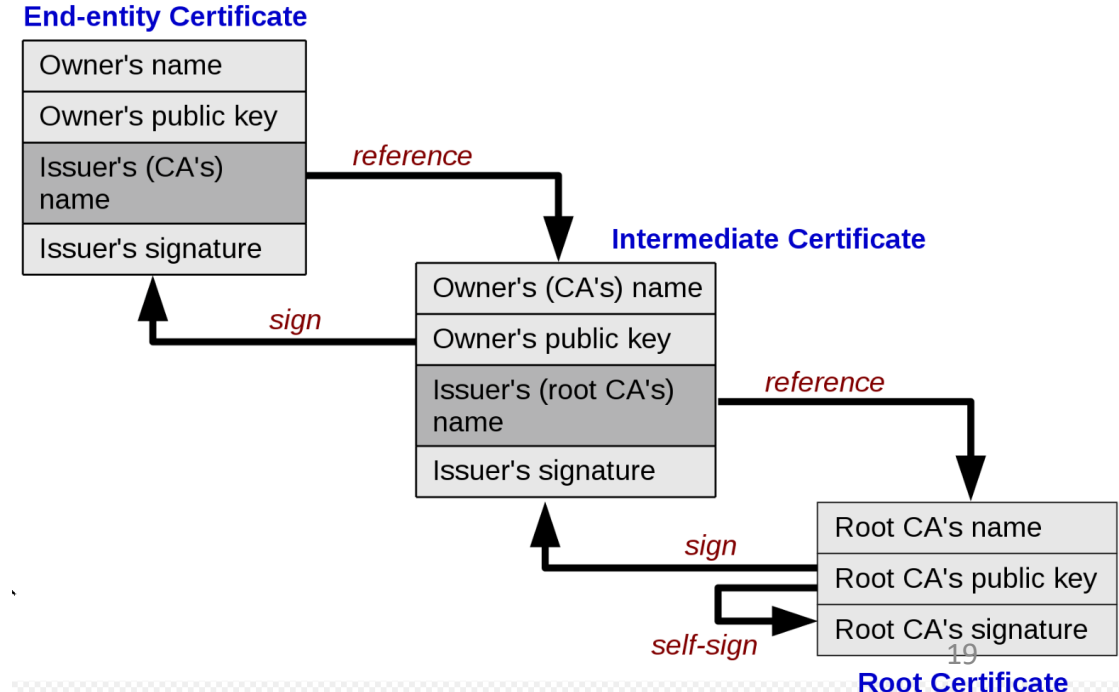 End-entity Certificate
Owner's name
Owner's public key
Issuer's (CA's)
name
Issuer's signature
reference
sign
Intermediate Certificate
Owner's (CA's) name
Owner's public key
Issuer's (root CA's)
name
Issuer's signature
reference
sign
self-sign
Root CA's name
Root CA's public key
Root CA's signature
19
Root Certificate